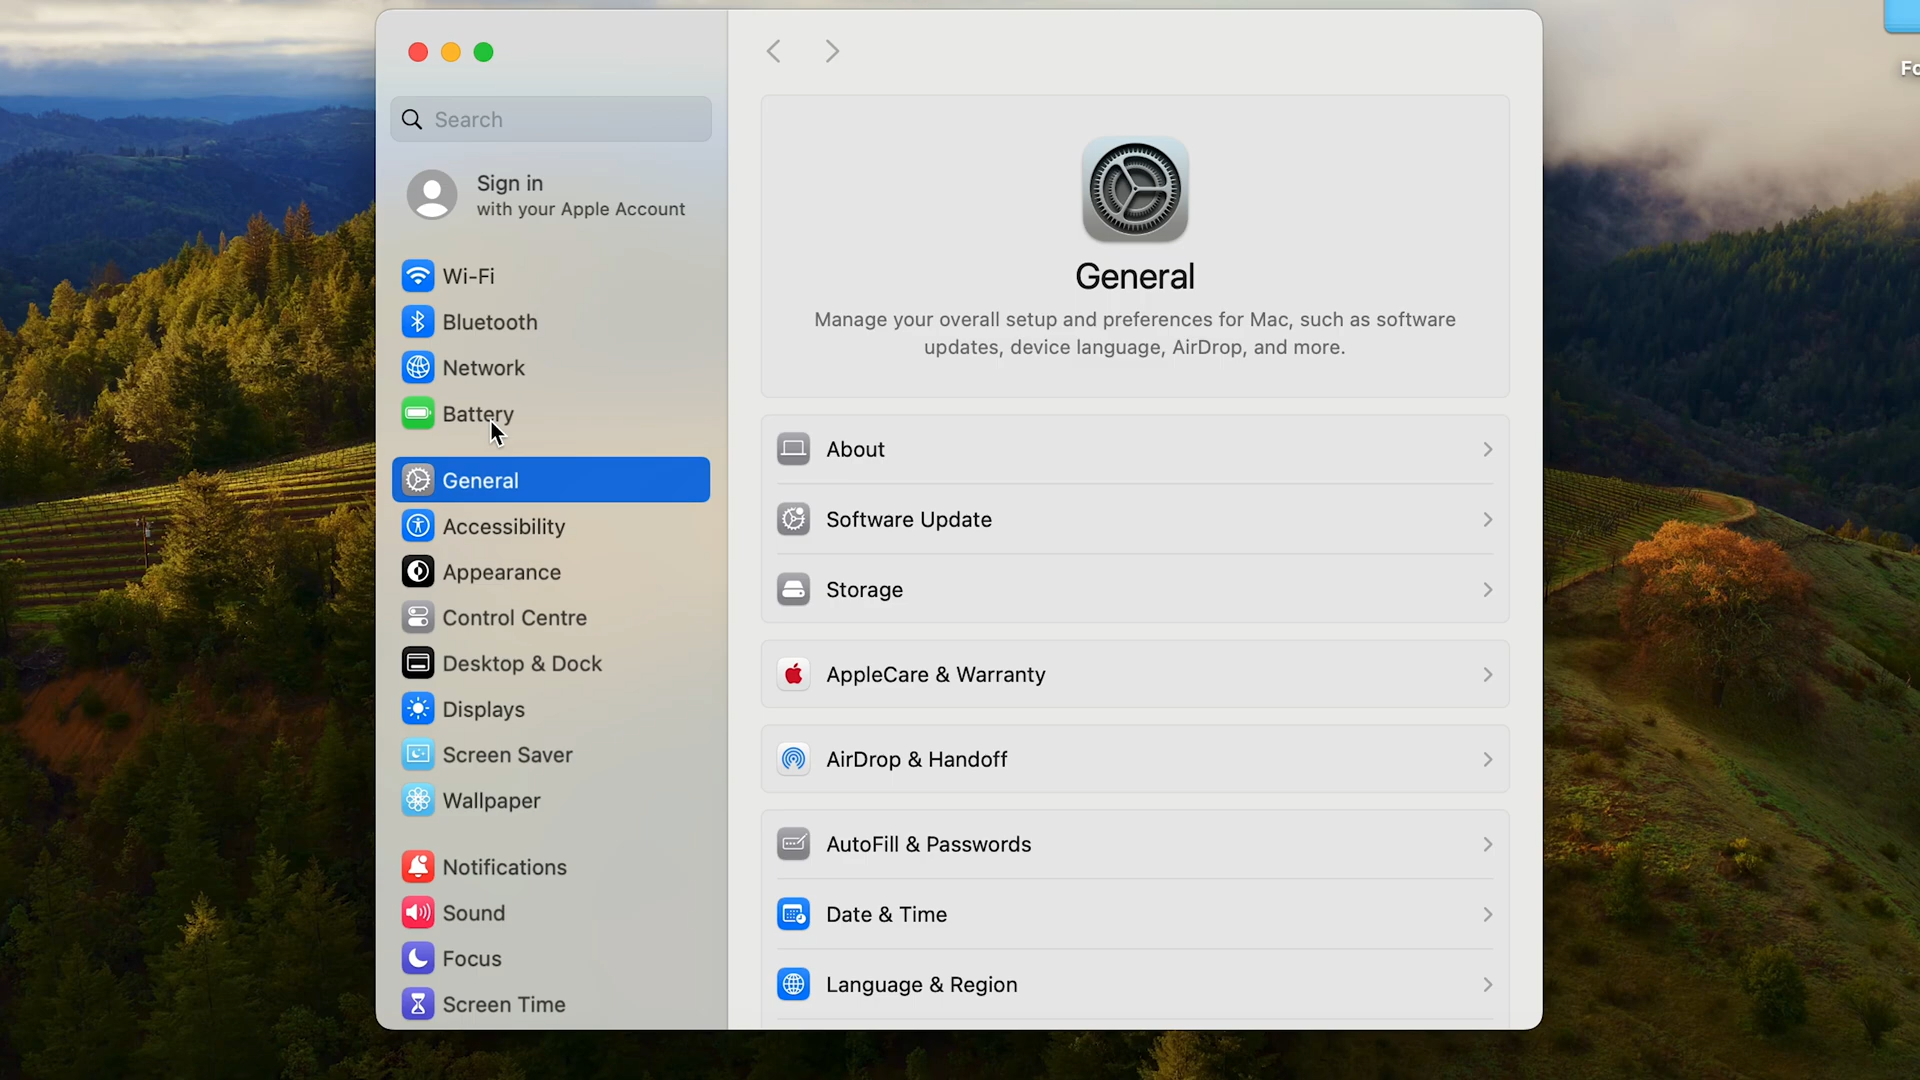 Search
Sign in
with your Apple Account
Wi-Fi
Bluetooth
Network
Battery
General
Accessibility
Appearance
Control Centre
Desktop & Dock
Displays
Screen Saver
Wallpaper
Notifications
Sound
Focus
Screen Time
General
Manage your overall setup and preferences for Mac, such as software
updates, device language, AirDrop, and more.
About
Software Update
Storage
AppleCare & Warranty
AirDrop & Handoff
AutoFill & Passwords
Date & Time
Language & Region